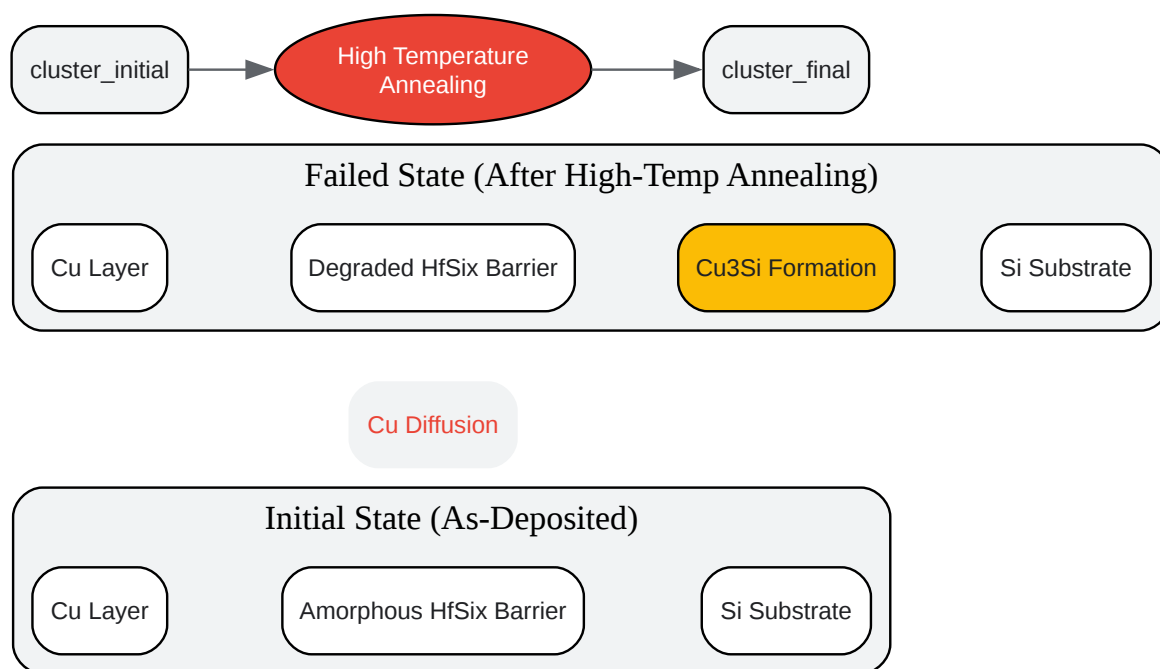 cluster_initial
High Temperature
Annealing
cluster_final
Failed State (After High-Temp Annealing)
Cu Layer
Degraded HfSix Barrier
Cu3Si Formation
Si Substrate
Cu Diffusion
Initial State (As-Deposited)
Cu Layer
Amorphous HfSix Barrier
Si Substrate